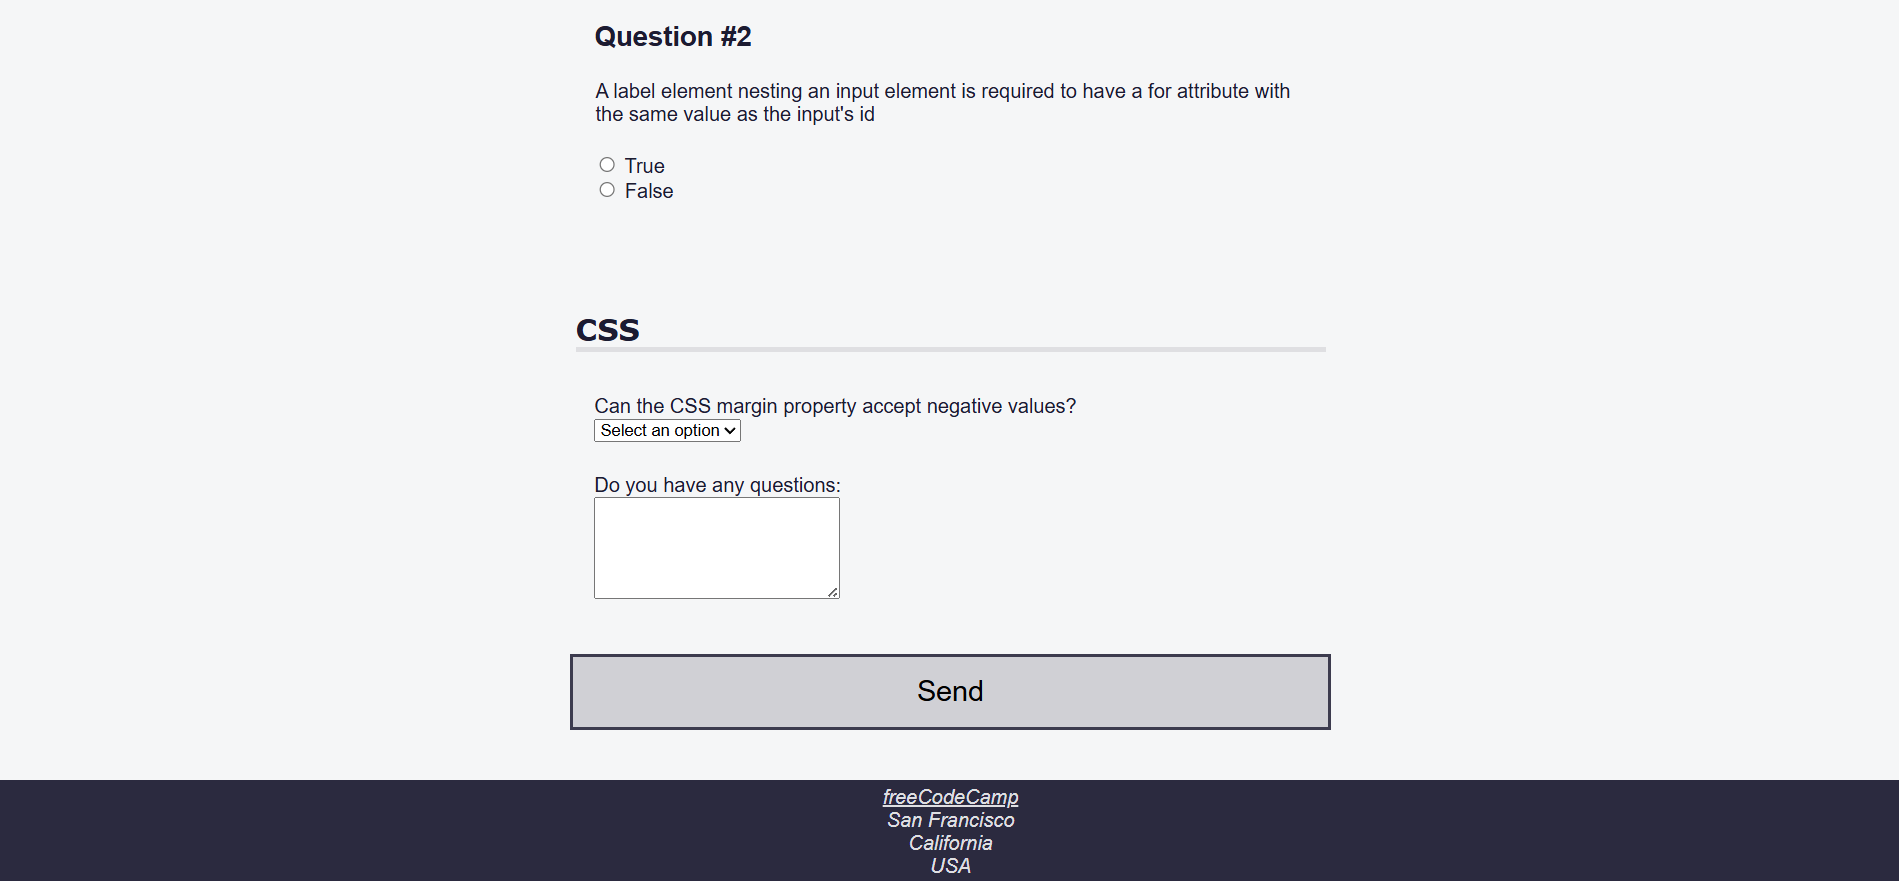 Question #2
A label element nesting an input element is required to have a for attribute with
the same value as the input's id
True
False
CSS
Can the CSS margin property accept negative values?
Select an option
Do you have any questions:
Send
freeCodeCamp
San Francisco
California
USA